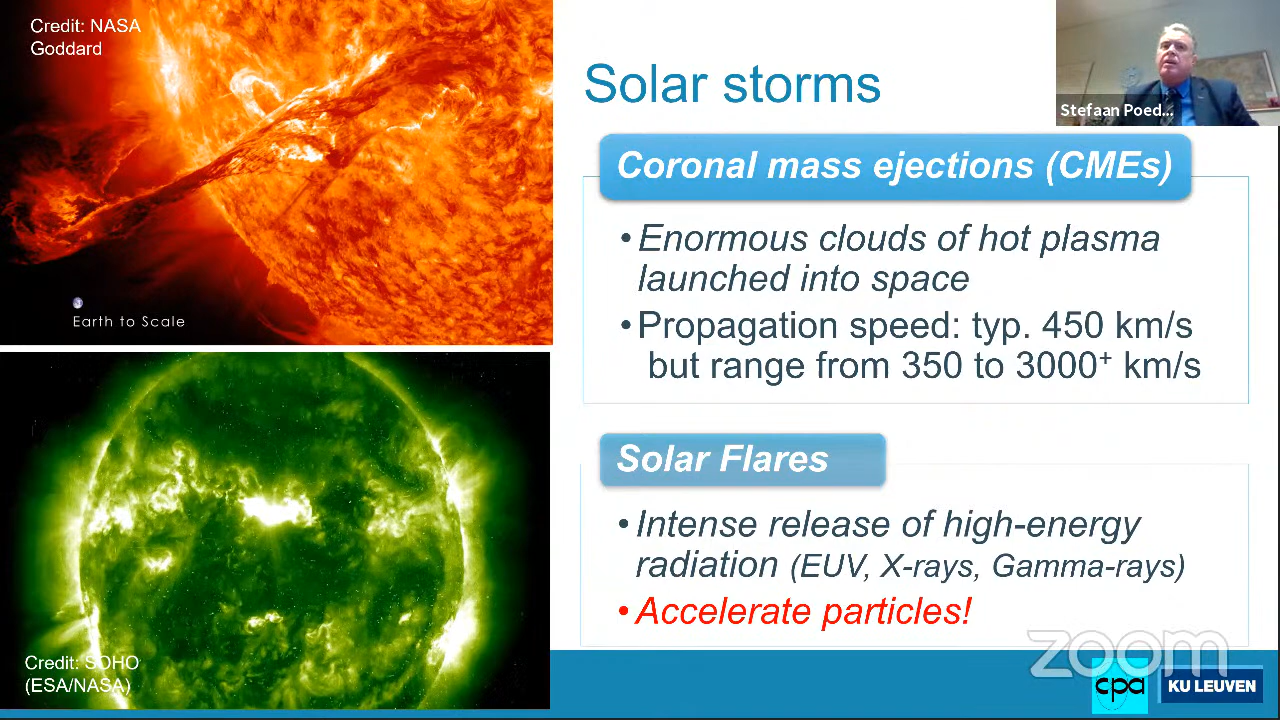 Credit: NASA
Goddard
Earth to Scale
Credit: SOHO
(ESA/NASA)
Solar storms
Stefaan Poed...
Coronal mass ejections (CMEs)
•Enormous clouds of hot plasma
launched into space
•Propagation speed: typ. 450 km/s
but range from 350 to 3000⁺ km/s
Solar Flares
•Intense release of high-energy
radiation (EUV, X-rays, Gamma-rays)
•Accelerate particles!
zoom
cpa
KU LEUVEN